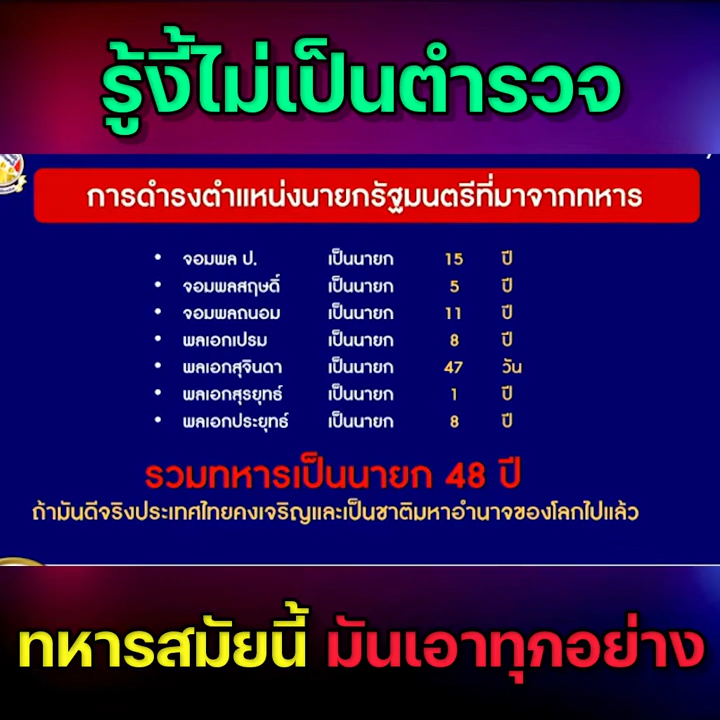 รู้งี้ไม่เป็นตำรวจ
การดำรงตำแหน่งนายกรัฐมนตรีที่มาจากทหาร
• จอมพล ป. เป็นนายก 15 ปี
• จอมพลสฤษดิ์ เป็นนายก 5 ปี
• จอมพลถนอม เป็นนายก 11 ปี
• พลเอกเปรม เป็นนายก 8 ปี
• พลเอกสุจินดา เป็นนายก 47 วัน
• พลเอกสุรยุทธ์ เป็นนายก 1 ปี
• พลเอกประยุทธ์ เป็นนายก 8 ปี
รวมทหารเป็นนายก 48 ปี
ถ้ามันดีจริงประเทศไทยคงเจริญและเป็นชาติมหาอำนาจของโลกไปแล้ว
ทหารสมัยนี้ มันเอาทุกอย่าง